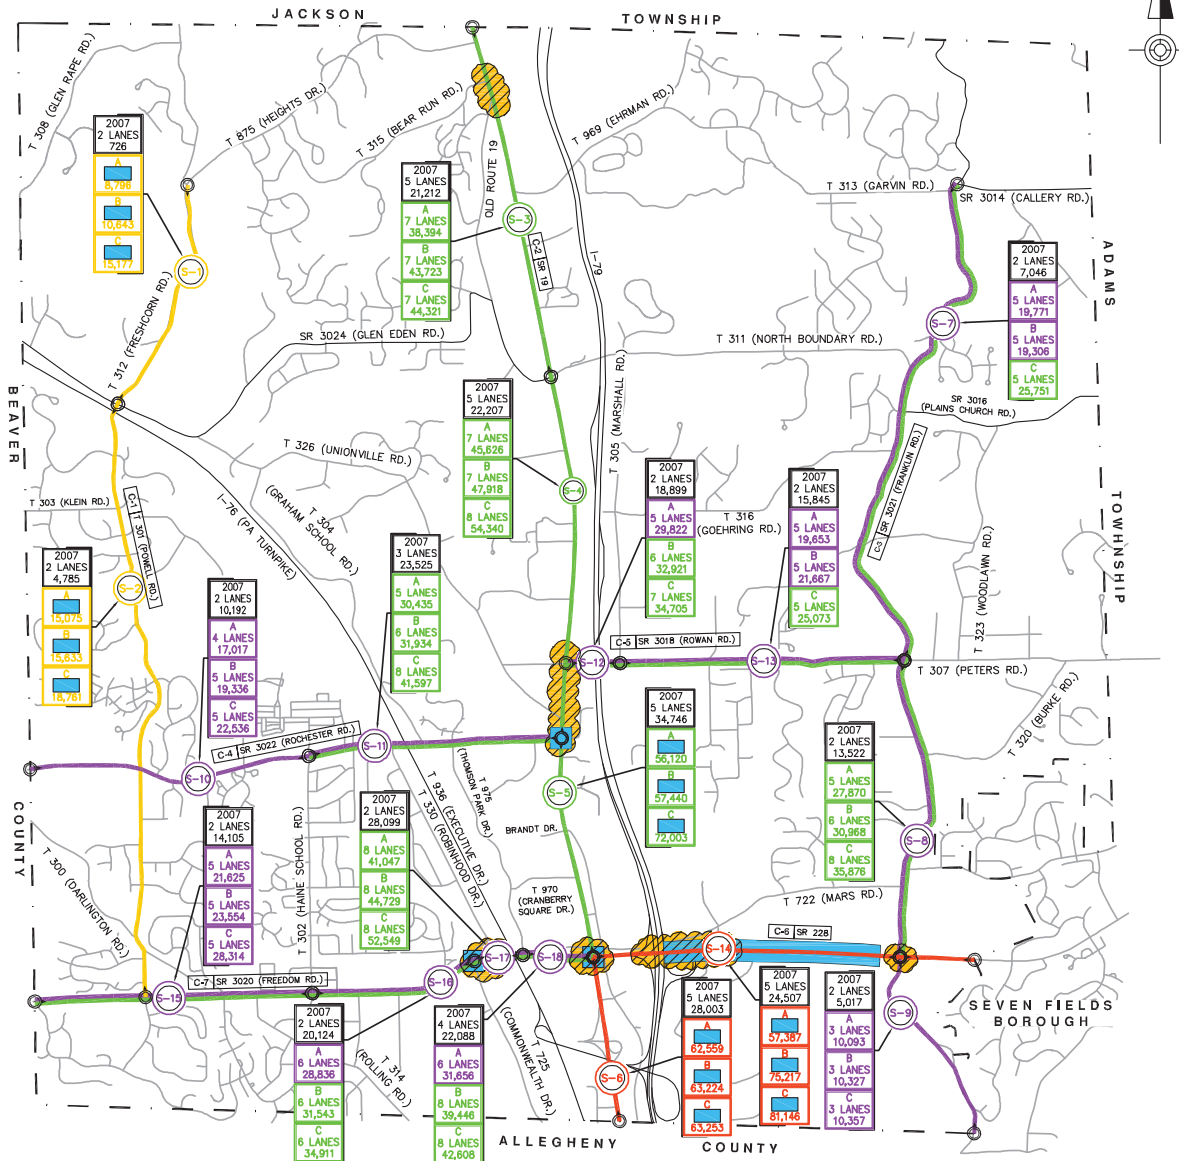 JACKSON TOWNSHIP
T 308 (GLEN RAPE RD.)
T 875 (HEIGHTS DR.)
T 315 (BEAR RUN RD.)
OLD ROUTE 19
T 969 (EHRMAN RD.)
I-79
T 313 (GARVIN RD.)
SR 3014 (CALLERY RD.)
ADAMS
TOWNSHIP
2007
2 LANES
726
A
8,796
B
10,643
C
15,177
S-1
2007
5 LANES
21,212
A
7 LANES
38,394
B
7 LANES
43,723
C
7 LANES
44,321
S-3
C-2 SR 19
2007
2 LANES
7,046
A
5 LANES
19,771
B
5 LANES
19,306
C
5 LANES
25,751
S-7
T 312 (FRESHCORN RD.)
SR 3024 (GLEN EDEN RD.)
T 311 (NORTH BOUNDARY RD.)
T 305 (MARSHALL RD.)
SR 3016
(PLAINS CHURCH RD.)
BEAVER
COUNTY
2007
5 LANES
22,207
A
7 LANES
45,626
B
7 LANES
47,918
C
8 LANES
54,340
S-4
T 326 (UNIONVILLE RD.)
T 303 (KLEIN RD.)
C-1 T 301 (POWELL RD.)
I-76 (PA TURNPIKE)
T 304
(GRAHAM SCHOOL RD.)
2007
2 LANES
18,899
A
5 LANES
29,822
B
6 LANES
32,921
C
7 LANES
34,705
S-12
T 316
(GOEHRING RD.)
2007
2 LANES
15,845
A
5 LANES
19,653
B
5 LANES
21,667
C
5 LANES
25,073
S-13
C-3 SR 3021 (FRANKLIN RD.)
T 323 (WOODLAWN RD.)
2007
2 LANES
4,785
A
15,075
B
15,633
C
18,761
S-2
2007
2 LANES
10,192
A
4 LANES
17,017
B
5 LANES
19,336
C
5 LANES
22,536
S-10
2007
3 LANES
23,525
A
5 LANES
30,435
B
6 LANES
31,934
C
8 LANES
41,597
S-11
C-5 SR 3018 (ROWAN RD.)
T 307 (PETERS RD.)
T 320 (BURKE RD.)
2007
5 LANES
34,746
A
56,120
B
57,440
C
72,003
S-5
2007
2 LANES
13,522
A
5 LANES
27,870
B
6 LANES
30,968
C
8 LANES
35,876
S-8
C-4 SR 3022 (ROCHESTER RD.)
T 975
(THOMSON PARK DR.)
T 936 (EXECUTIVE DR.)
T 330 (ROBINHOOD DR.)
BRANDT DR.
T 970
(CRANBERRY
SQUARE DR.)
T 722 (MARS RD.)
T 300 (DARLINGTON RD.)
T 302 (HAINE SCHOOL RD.)
2007
2 LANES
14,105
A
5 LANES
21,625
B
5 LANES
23,554
C
5 LANES
28,314
S-15
2007
2 LANES
28,099
A
8 LANES
41,047
B
8 LANES
44,729
C
8 LANES
52,549
S-17
S-18
S-16
C-7 SR 3020 (FREEDOM RD.)
C-6 SR 228
S-14
2007
2 LANES
20,124
A
6 LANES
28,836
B
6 LANES
31,543
C
6 LANES
34,911
T 314
(ROLLING RD.)
2007
4 LANES
22,088
A
6 LANES
31,656
B
8 LANES
39,446
C
8 LANES
42,608
T 725
(COMMONWEALTH DR.)
S-6
2007
5 LANES
28,003
A
62,559
B
63,224
C
63,253
2007
5 LANES
24,507
A
57,387
B
75,217
C
81,146
2007
2 LANES
5,017
A
3 LANES
10,093
B
3 LANES
10,327
C
3 LANES
10,357
S-9
SEVEN FIELDS
BOROUGH
ALLEGHENY COUNTY